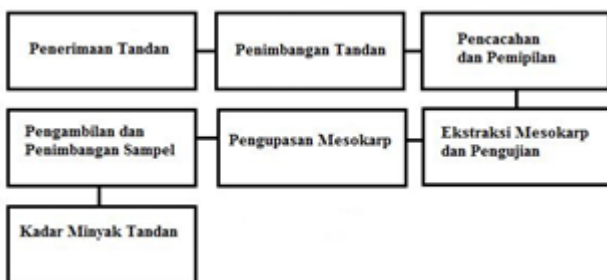 Penerimaan Tandan
Penimbangan Tandan
Pencacahan
dan Pemipilan
Pengambilan dan
Penimbangan Sampel
Pengupasan Mesokarp
Ekstraksi Mesokarp
dan Pengujian
Kadar Minyak Tandan